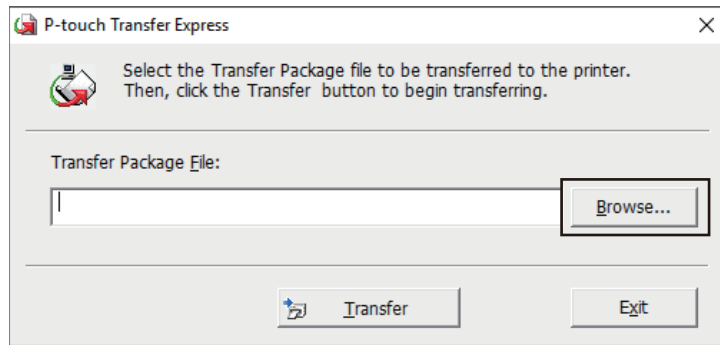 P-touch Transfer Express
Select the Transfer Package file to be transferred to the printer.
Then, click the Transfer button to begin transferring.
Transfer Package File:
Browse...
Transfer
Exit